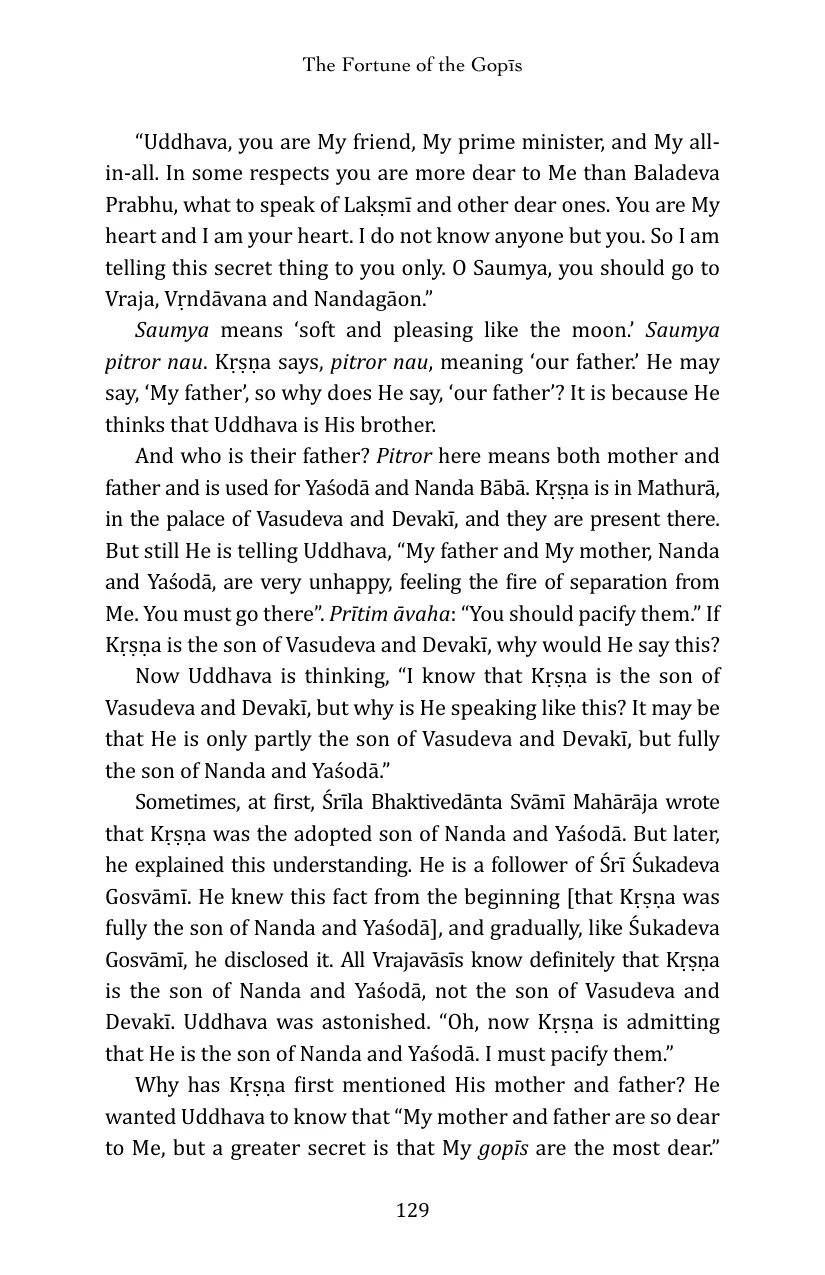 The Fortune of the Gopīs
“Uddhava, you are My friend, My prime minister, and My all-
in-all. In some respects you are more dear to Me than Baladeva
Prabhu, what to speak of Lakṣmī and other dear ones. You are My
heart and I am your heart. I do not know anyone but you. So I am
telling this secret thing to you only. O Saumya, you should go to
Vraja, Vṛndāvana and Nandagāon.”
Saumya means ‘soft and pleasing like the moon.’ Saumya
pitror nau. Kṛṣṇa says, pitror nau, meaning ‘our father.’ He may
say, ‘My father’, so why does He say, ‘our father’? It is because He
thinks that Uddhava is His brother.
And who is their father? Pitror here means both mother and
father and is used for Yaśodā and Nanda Bābā. Kṛṣṇa is in Mathurā,
in the palace of Vasudeva and Devakī, and they are present there.
But still He is telling Uddhava, “My father and My mother, Nanda
and Yaśodā, are very unhappy, feeling the fire of separation from
Me. You must go there”. Prītim āvaha: “You should pacify them.” If
Kṛṣṇa is the son of Vasudeva and Devakī, why would He say this?
Now Uddhava is thinking, “I know that Kṛṣṇa is the son of
Vasudeva and Devakī, but why is He speaking like this? It may be
that He is only partly the son of Vasudeva and Devakī, but fully
the son of Nanda and Yaśodā.”
Sometimes, at first, Śrīla Bhaktivedānta Svāmī Mahārāja wrote
that Kṛṣṇa was the adopted son of Nanda and Yaśodā. But later,
he explained this understanding. He is a follower of Śrī Śukadeva
Gosvāmī. He knew this fact from the beginning [that Kṛṣṇa was
fully the son of Nanda and Yaśodā], and gradually, like Śukadeva
Gosvāmī, he disclosed it. All Vrajavāsīs know definitely that Kṛṣṇa
is the son of Nanda and Yaśodā, not the son of Vasudeva and
Devakī. Uddhava was astonished. “Oh, now Kṛṣṇa is admitting
that He is the son of Nanda and Yaśodā. I must pacify them.”
Why has Kṛṣṇa first mentioned His mother and father? He
wanted Uddhava to know that “My mother and father are so dear
to Me, but a greater secret is that My gopīs are the most dear.”
129